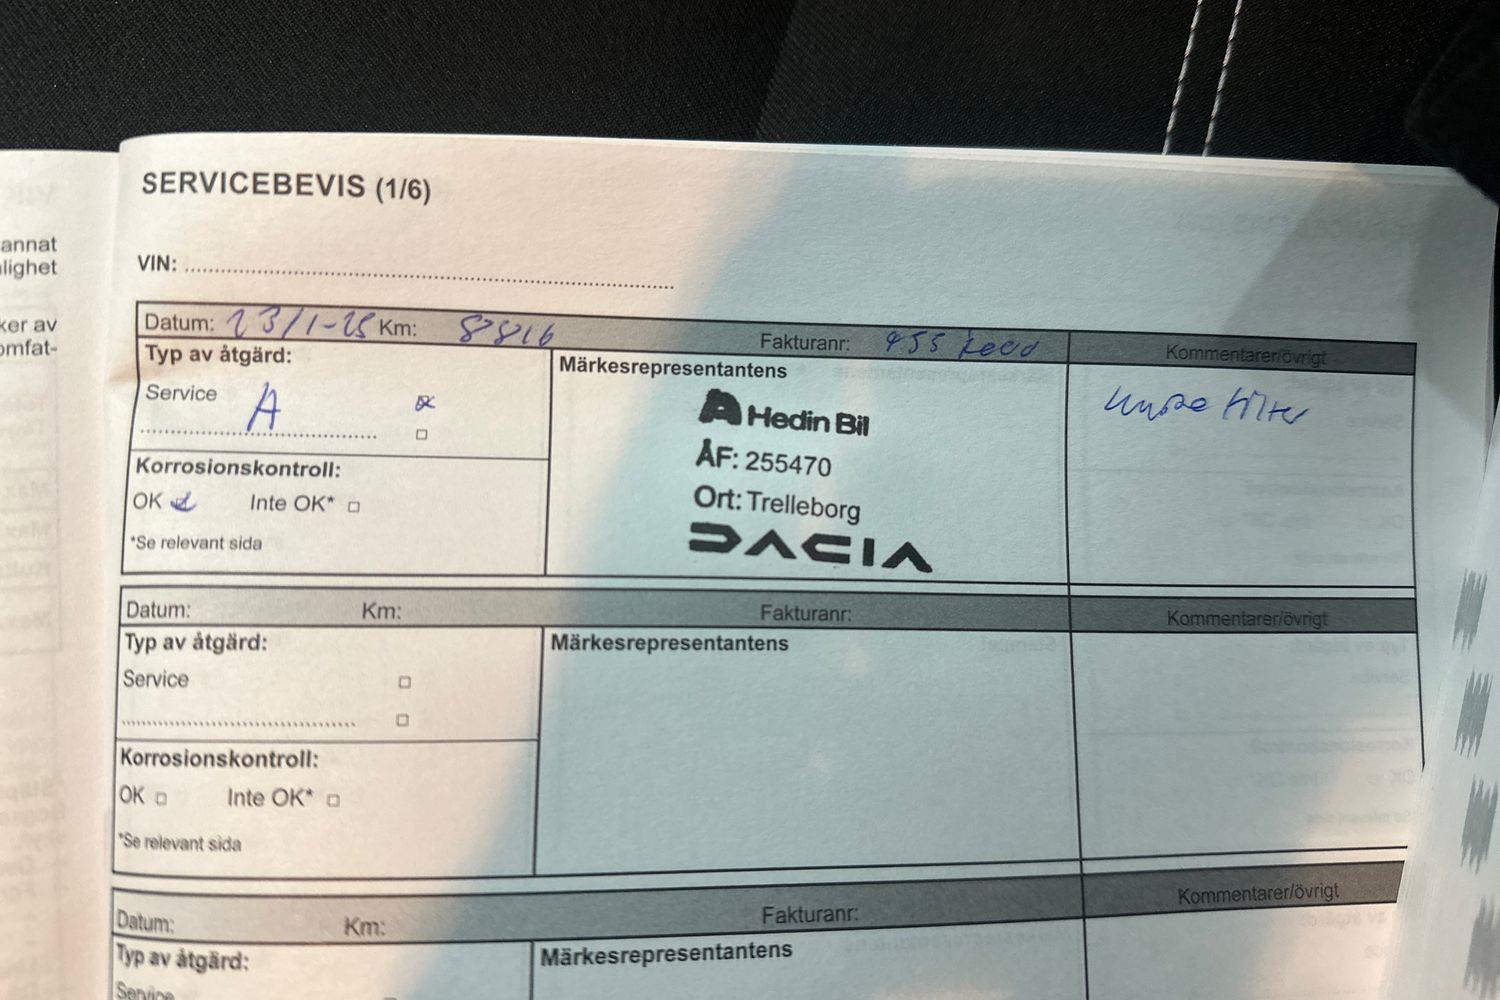 annat
lighet
ker av
omfat-
SERVICEBEVIS (1/6)
VIN:
Datum: 23/1-25 Km: 8816 Fakturanr: Kommentarer/övrigt
Typ av åtgärd:
Service A
Korrosionskontroll:
OK Inte OK*
*Se relevant sida
Märkesrepresentantens
Hedin Bil
ÅF: 255470
Ort: Trelleborg
DACIA
filter
Datum: Km: Fakturanr: Kommentarer/övrigt
Typ av åtgärd:
Service
Korrosionskontroll:
OK Inte OK*
*Se relevant sida
Märkesrepresentantens
Datum: Km: Fakturanr: Kommentarer/övrigt
Typ av åtgärd:
Service
Märkesrepresentantens